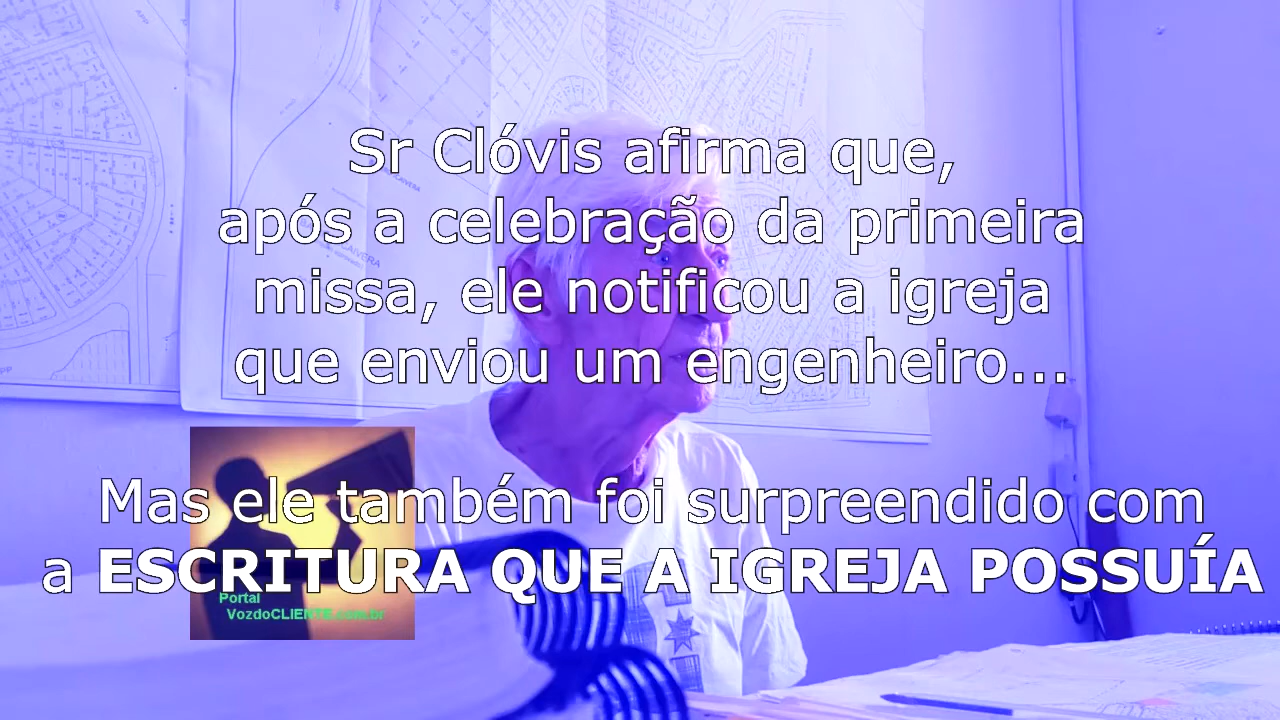 Sr Clóvis afirma que,
após a celebração da primeira
missa, ele notificou a igreja
que enviou um engenheiro...
Mas ele também foi surpreendido com
a ESCRITURA QUE A IGREJA POSSUÍA
Portal
VozdoCLIENTE.com.br